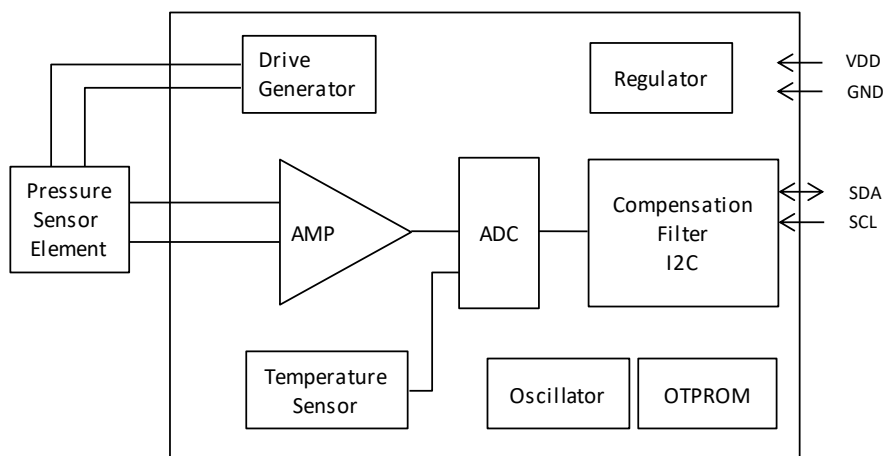 Drive
Generator
Regulator
VDD
GND
Pressure
Sensor
Element
AMP
ADC
Compensation
Filter
I2C
SDA
SCL
Temperature
Sensor
Oscillator
OTPROM